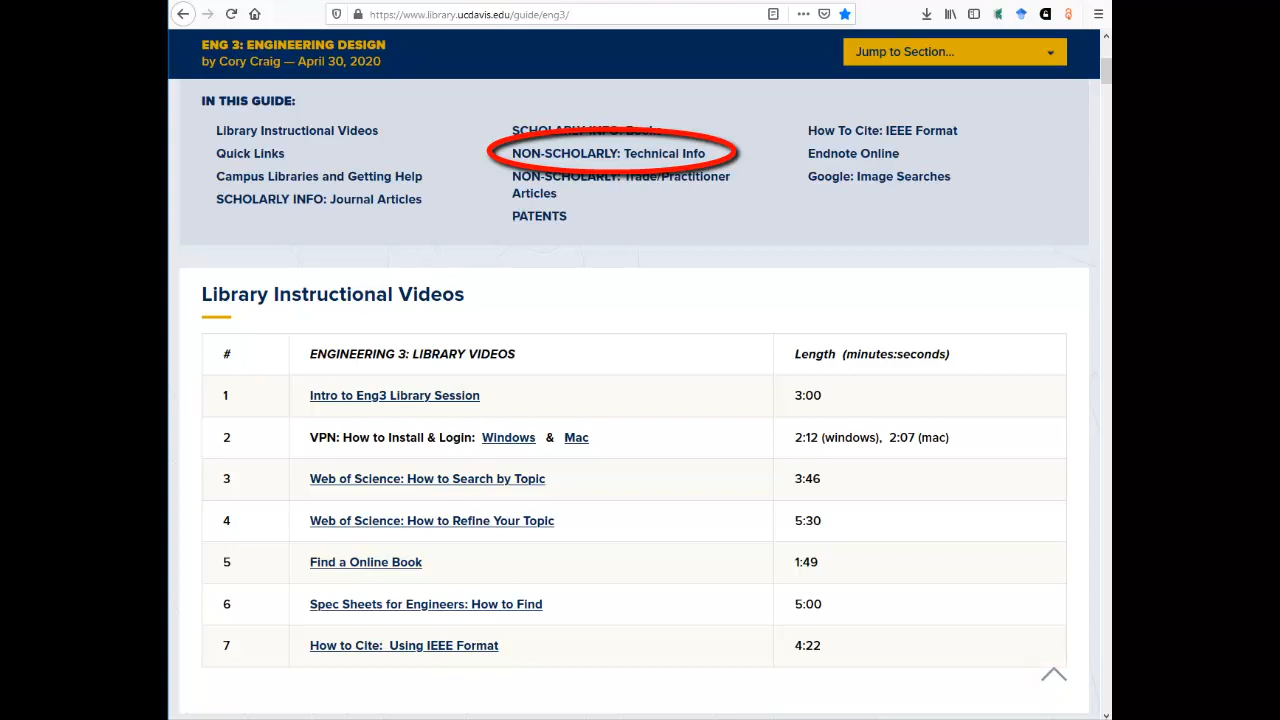 https://www.library.ucdavis.edu/guide/eng3/
ENG 3: ENGINEERING DESIGN
by Cory Craig — April 30, 2020
Jump to Section...
IN THIS GUIDE:
Library Instructional Videos
Quick Links
Campus Libraries and Getting Help
SCHOLARLY INFO: Journal Articles
SCHOLARLY INFO: Books
NON-SCHOLARLY: Technical Info
NON-SCHOLARLY: Trade/Practitioner
Articles
PATENTS
How To Cite: IEEE Format
Endnote Online
Google: Image Searches
Library Instructional Videos
# ENGINEERING 3: LIBRARY VIDEOS Length (minutes:seconds)
1 Intro to Eng3 Library Session 3:00
2 VPN: How to Install & Login: Windows & Mac 2:12 (windows), 2:07 (mac)
3 Web of Science: How to Search by Topic 3:46
4 Web of Science: How to Refine Your Topic 5:30
5 Find a Online Book 1:49
6 Spec Sheets for Engineers: How to Find 5:00
7 How to Cite: Using IEEE Format 4:22